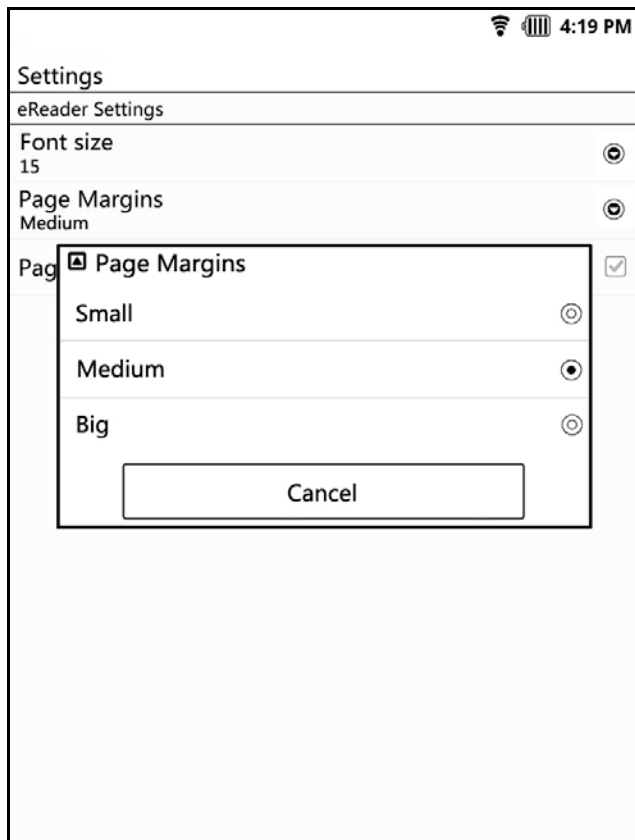 4:19 PM
Settings
eReader Settings
Font size
15
Page Margins
Medium
Pag
Page Margins
Small
Medium
Big
Cancel